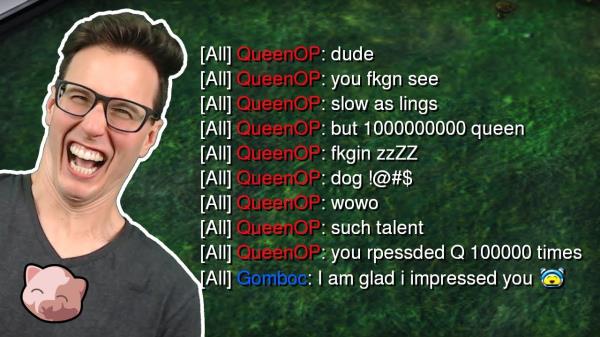 [All] QueenOP: dude
[All] QueenOP: you fkgn see
[All] QueenOP: slow as lings
[All] QueenOP: but 1000000000 queen
[All] QueenOP: fkgin zzZZ
[All] QueenOP: dog !@#$
[All] QueenOP: wowo
[All] QueenOP: such talent
[All] QueenOP: you rpessded Q 100000 times
[All] Gomboc: I am glad i impressed you